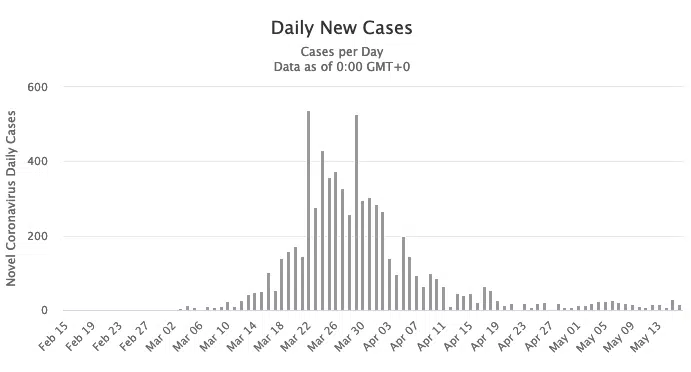 Daily New Cases
Cases per Day
Data as of 0:00 GMT+0
Novel Coronavirus Daily Cases
600
400
200
0
Feb 15
Feb 19
Feb 23
Feb 27
Mar 02
Mar 06
Mar 10
Mar 14
Mar 18
Mar 22
Mar 26
Mar 30
Apr 03
Apr 07
Apr 11
Apr 15
Apr 19
Apr 23
Apr 27
May 01
May 05
May 09
May 13